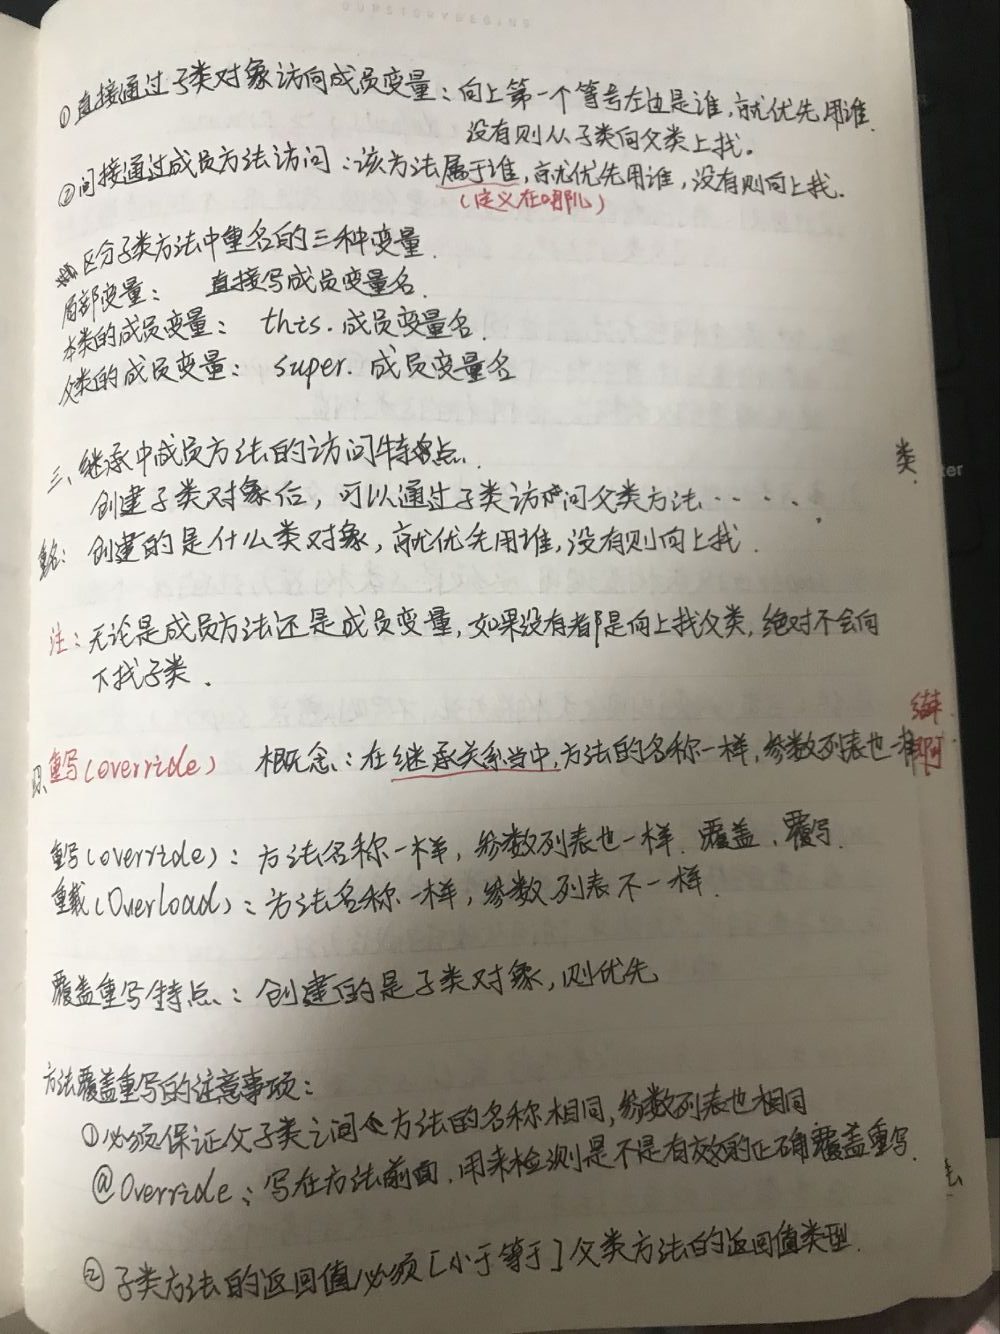 OURSTORYBEGINS
①直接通过子类对象访问成员变量：向上第一个等号左边是谁,就优先用谁.
没有则从子类向父类上找。
②间接通过成员方法访问：该方法属于谁,就优先用谁,没有则向上找.
(定义在哪儿)
区分子类方法中重名的三种变量.
局部变量： 直接写成员变量名.
本类的成员变量： this.成员变量名.
父类的成员变量： super.成员变量名
三、继承中成员方法的访问特点.
类.
创建子类对象后，可以通过子类访问父类方法.....
重名：创建的是什么类对象,就优先用谁,没有则向上找.
注：无论是成员方法还是成员变量,如果没有都是向上找父类,绝对不会向
下找子类.
四、重写(override) 概念：在继承关系当中,方法的名称一样,参数列表也一样
重写(override)：方法名称一样，参数列表也一样.覆盖、覆写.
重载(Overload)：方法名称一样，参数列表不一样.
覆盖重写特点：创建的是子类对象,则优先
方法覆盖重写的注意事项：
①必须保证父子类之间方法的名称相同,参数列表也相同
@Override：写在方法前面.用来检测是不是有效的正确覆盖重写.
②子类方法的返回值必须[小于等于]父类方法的返回值类型.